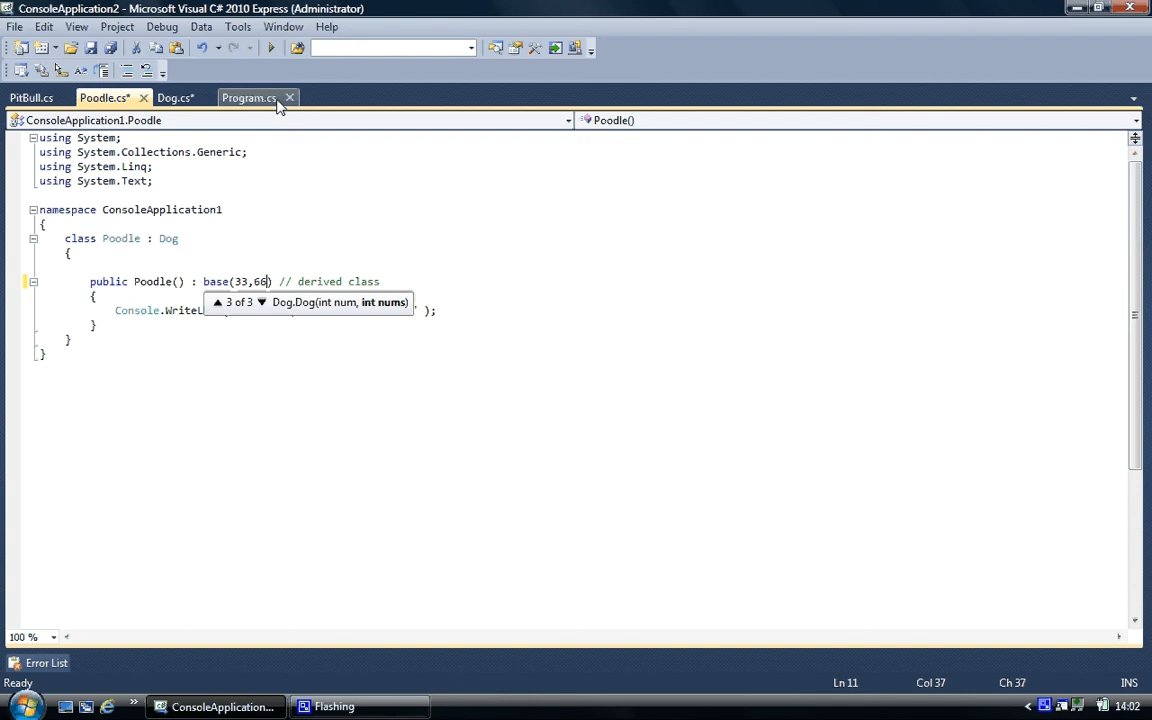 ConsoleApplication2 - Microsoft Visual C# 2010 Express (Administrator)
File Edit View Project Debug Data Tools Window Help
PitBull.cs Poodle.cs* Dog.cs* Program.cs
ConsoleApplication1.Poodle Poodle()
using System;
using System.Collections.Generic;
using System.Linq;
using System.Text;
namespace ConsoleApplication1
{
class Poodle : Dog
{
public Poodle() : base(33,66) // derived class
{
3 of 3 Dog.Dog(int num, int nums)
Console.WriteL );
}
}
}
100 %
Error List
Ready Ln 11 Col 37 Ch 37 INS
ConsoleApplication... Flashing 14:02